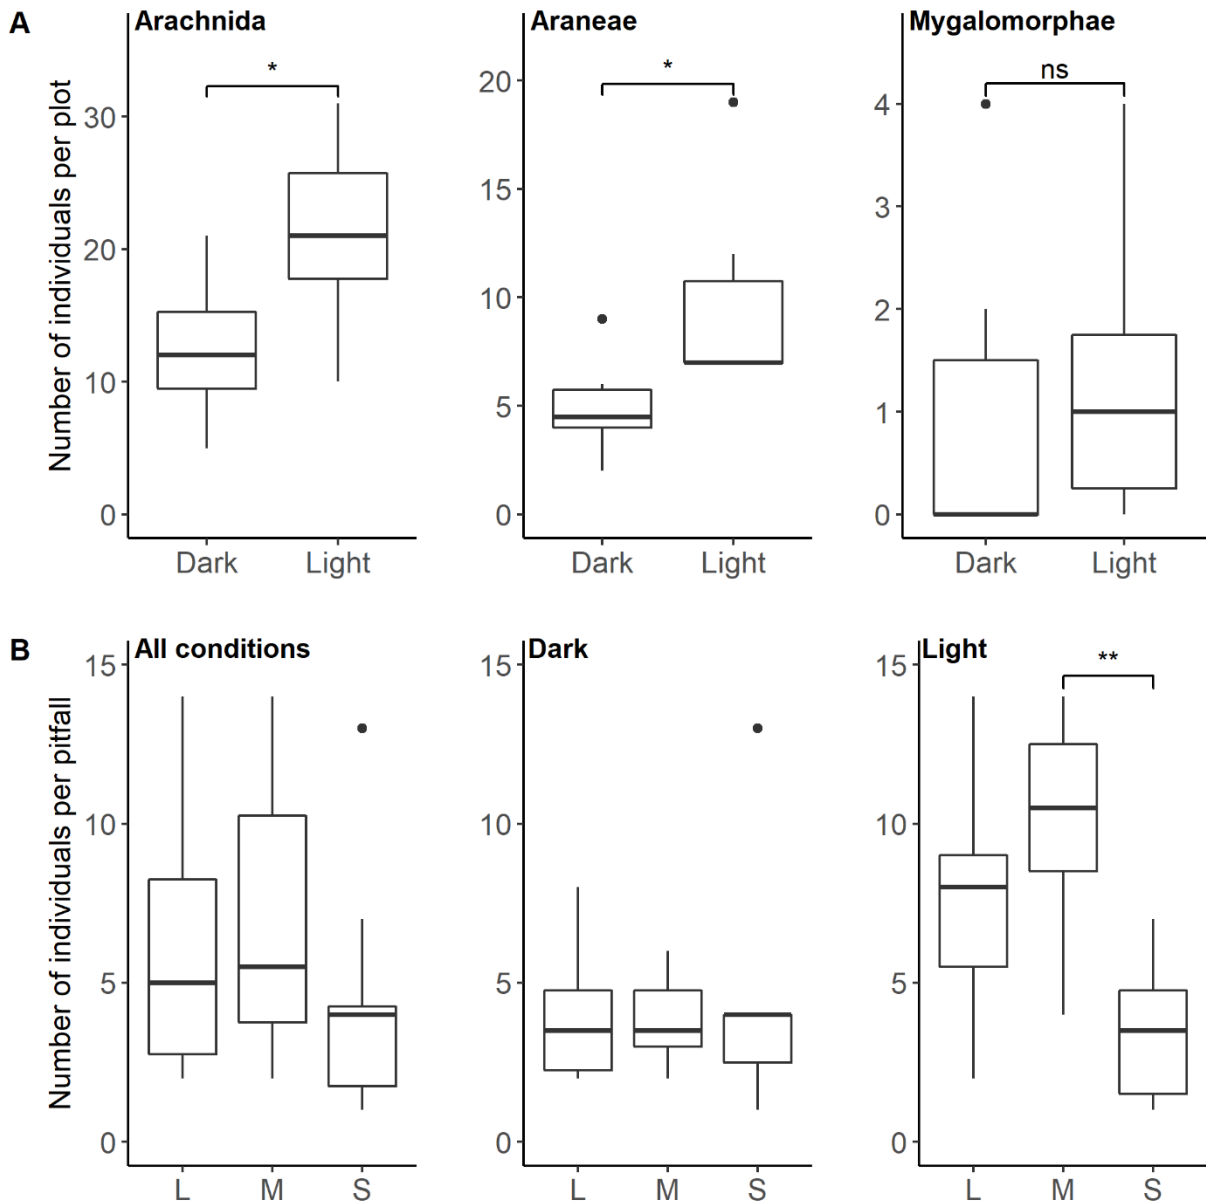 A
Arachnida
Araneae
Mygalomorphae
Number of individuals per plot
*
30
20
10
0
Dark Light
*
20
15
10
5
0
Dark Light
ns
4
3
2
1
0
Dark Light
B
All conditions
Dark
Light
Number of individuals per pitfall
15
10
5
0
L M S
15
10
5
0
L M S
**
15
10
5
0
L M S